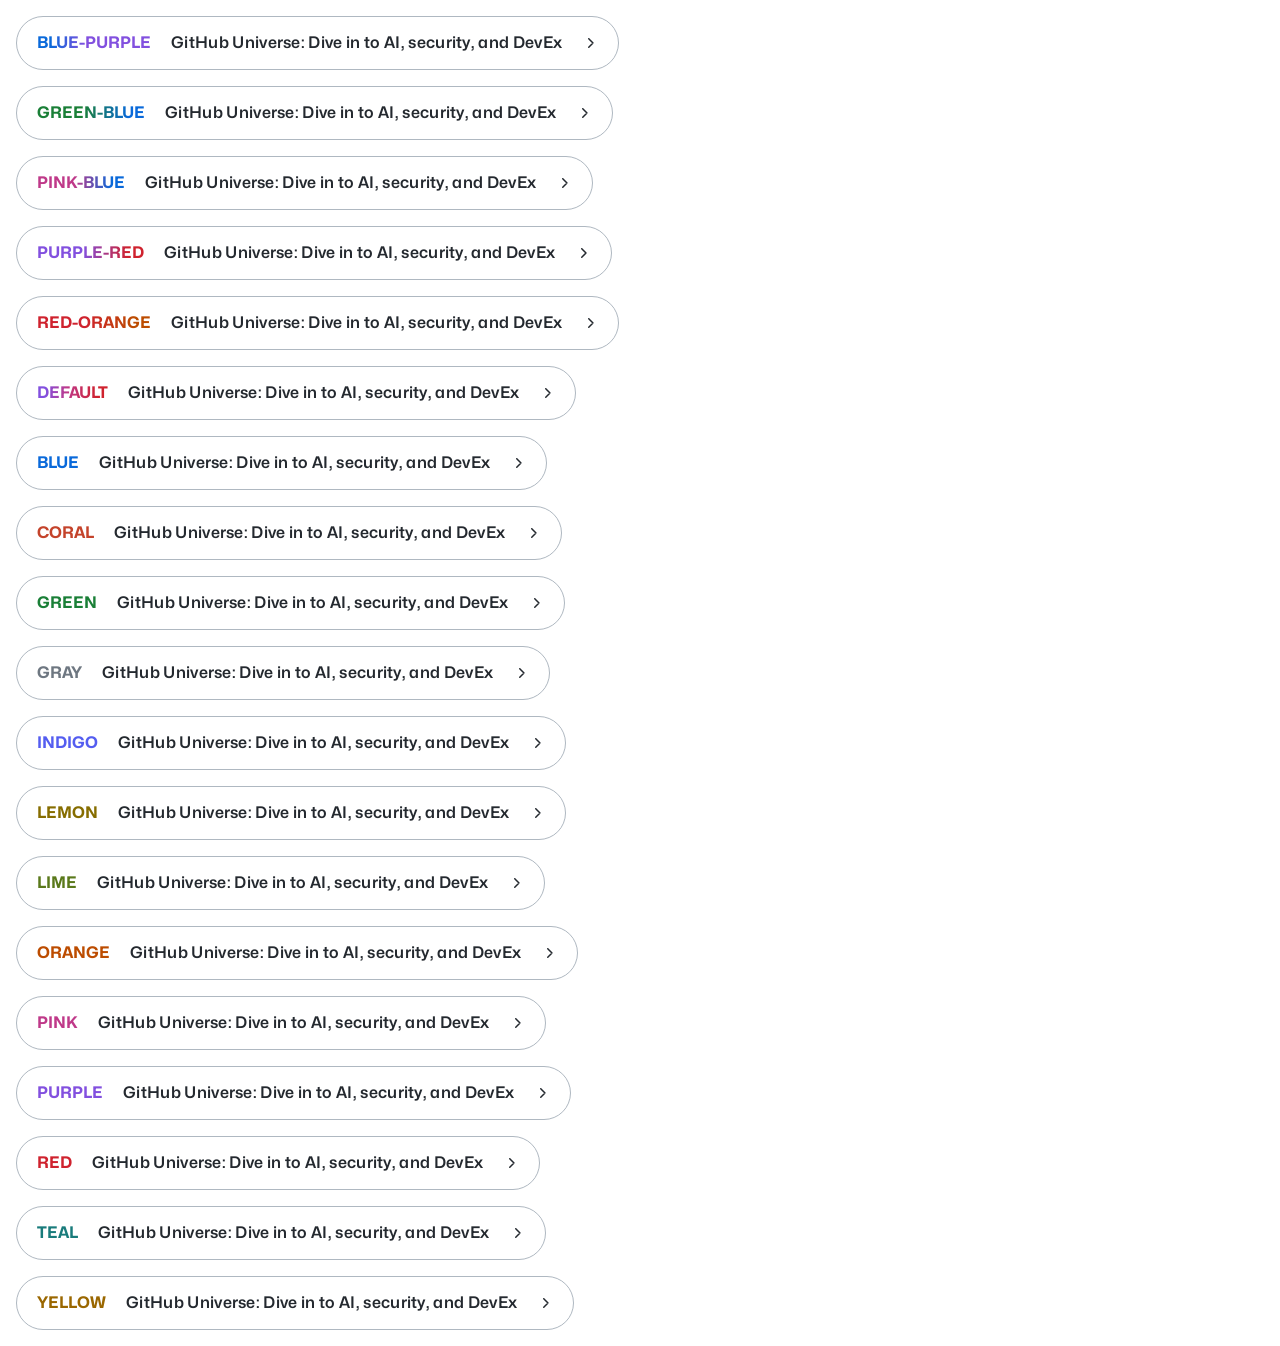 BLUE-PURPLE GitHub Universe: Dive in to AI, security, and DevEx
GREEN-BLUE GitHub Universe: Dive in to AI, security, and DevEx
PINK-BLUE GitHub Universe: Dive in to AI, security, and DevEx
PURPLE-RED GitHub Universe: Dive in to AI, security, and DevEx
RED-ORANGE GitHub Universe: Dive in to AI, security, and DevEx
DEFAULT GitHub Universe: Dive in to AI, security, and DevEx
BLUE GitHub Universe: Dive in to AI, security, and DevEx
CORAL GitHub Universe: Dive in to AI, security, and DevEx
GREEN GitHub Universe: Dive in to AI, security, and DevEx
GRAY GitHub Universe: Dive in to AI, security, and DevEx
INDIGO GitHub Universe: Dive in to AI, security, and DevEx
LEMON GitHub Universe: Dive in to AI, security, and DevEx
LIME GitHub Universe: Dive in to AI, security, and DevEx
ORANGE GitHub Universe: Dive in to AI, security, and DevEx
PINK GitHub Universe: Dive in to AI, security, and DevEx
PURPLE GitHub Universe: Dive in to AI, security, and DevEx
RED GitHub Universe: Dive in to AI, security, and DevEx
TEAL GitHub Universe: Dive in to AI, security, and DevEx
YELLOW GitHub Universe: Dive in to AI, security, and DevEx